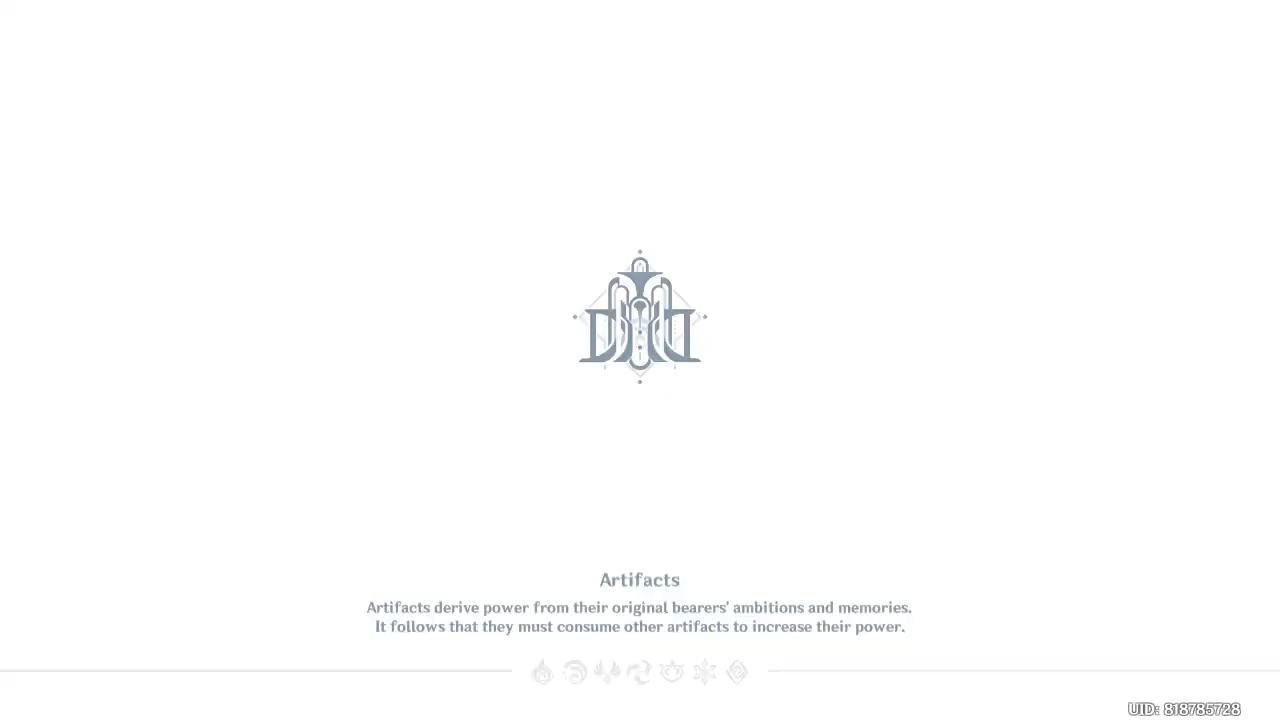 Artifacts
Artifacts derive power from their original bearers' ambitions and memories.
It follows that they must consume other artifacts to increase their power.
UID: 818785728